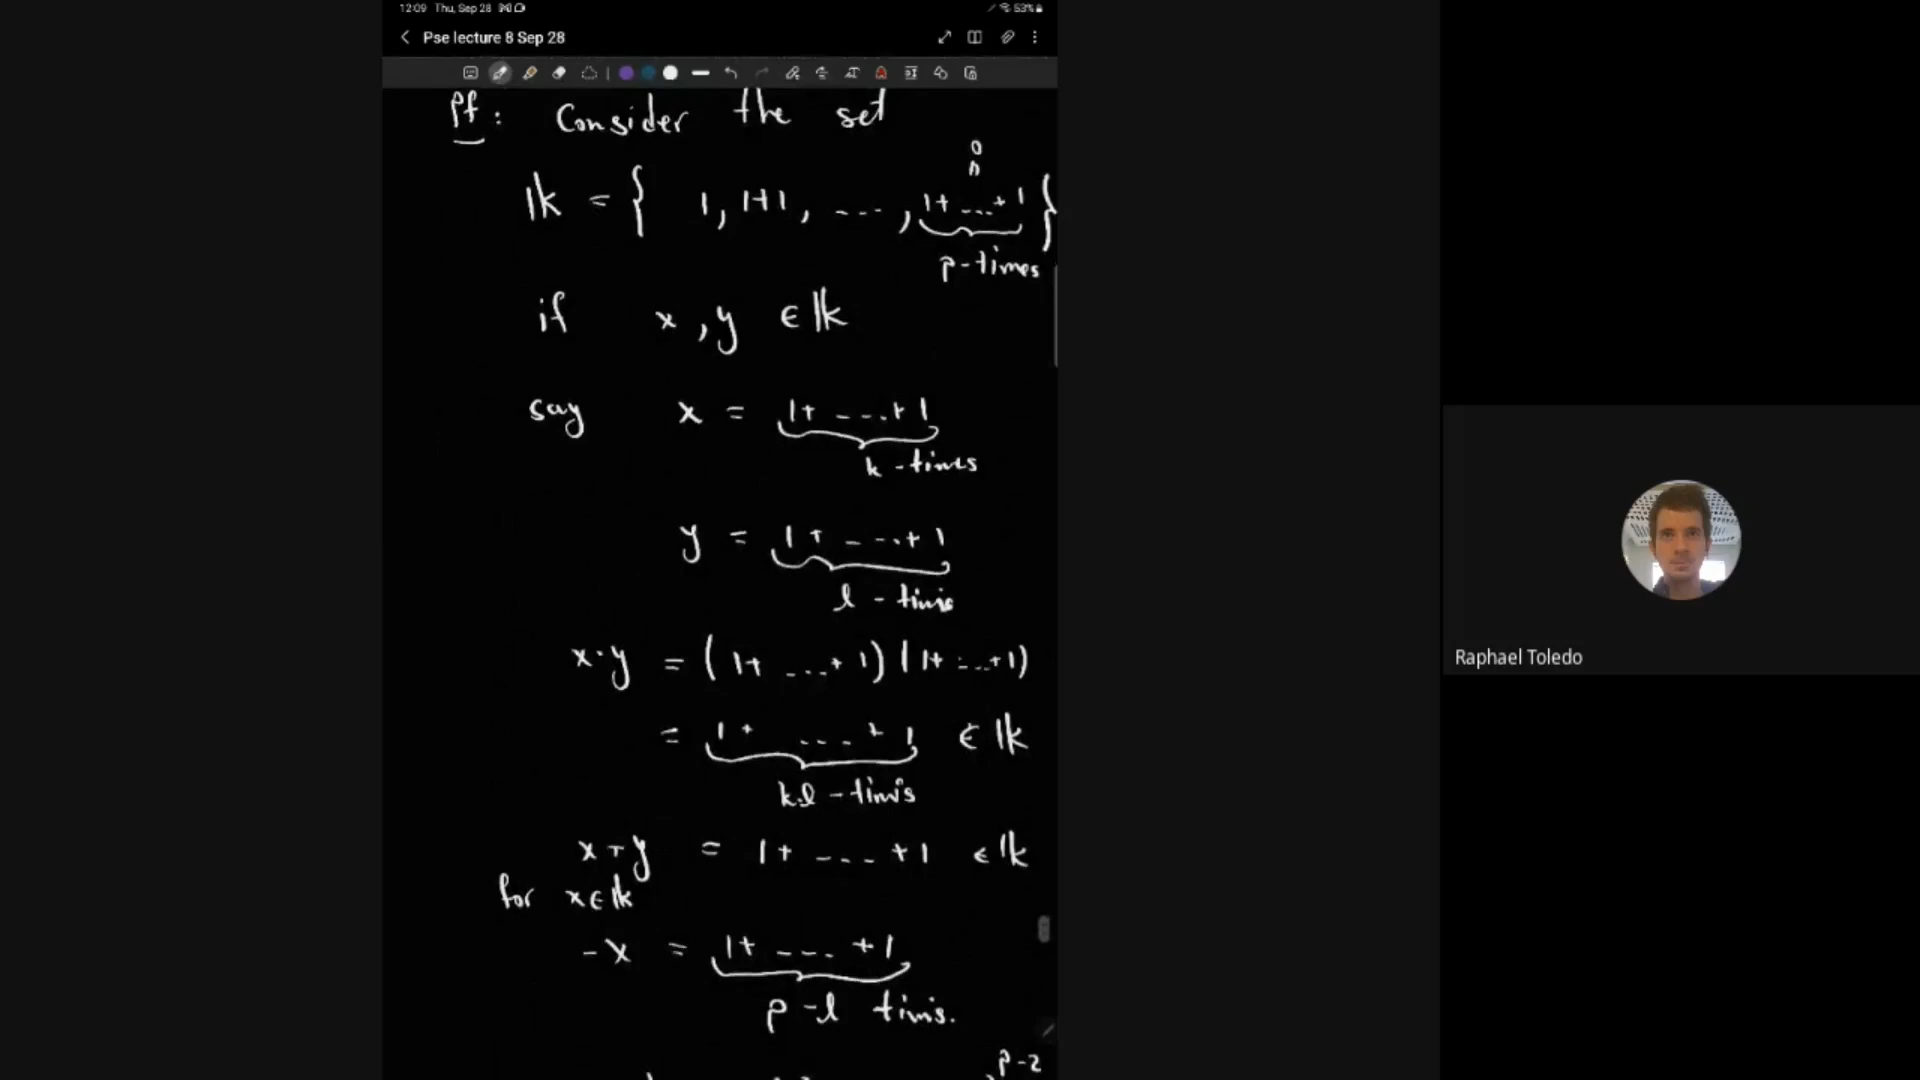 12:09 Thu, Sep 28
53%
Pse lecture 8 Sep 28
Pf: Consider the set
0
𝕜 = { 1, 1+1, ..., 1+...+1 }
p-times
if x, y ∈ 𝕜
say x = 1+ ...+ 1
k-times
y = 1+ ...+ 1
l - times
x·y = (1+ ...+ 1)(1+ ...+1)
= 1+ ...+ 1 ∈ 𝕜
k.l - times
x+y = 1+ ... +1 ∈ 𝕜
for x∈𝕜
-x = 1+ ... +1
p-l times.
p-2
Raphael Toledo